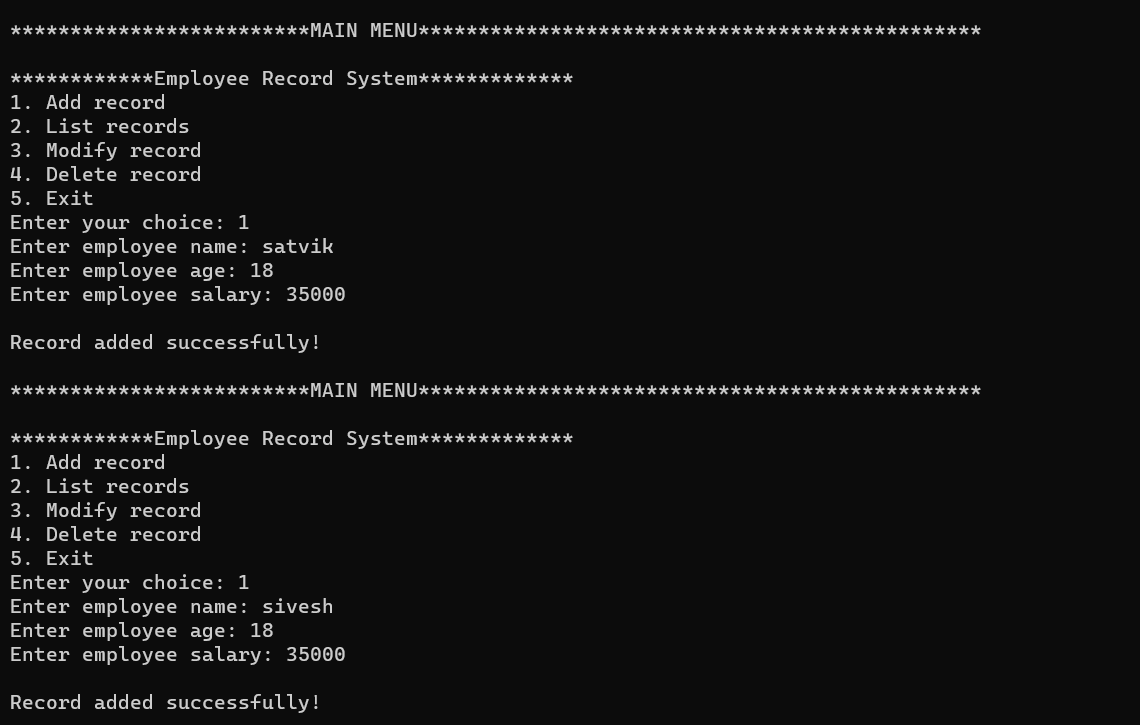 *************************MAIN MENU***********************************************
************Employee Record System*************
1. Add record
2. List records
3. Modify record
4. Delete record
5. Exit
Enter your choice: 1
Enter employee name: satvik
Enter employee age: 18
Enter employee salary: 35000
Record added successfully!
*************************MAIN MENU***********************************************
************Employee Record System*************
1. Add record
2. List records
3. Modify record
4. Delete record
5. Exit
Enter your choice: 1
Enter employee name: sivesh
Enter employee age: 18
Enter employee salary: 35000
Record added successfully!